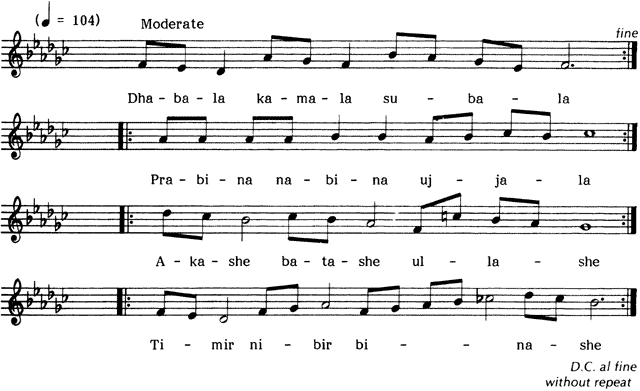 (♩ = 104) Moderate
fine
Dha-ba-la ka-ma-la su-ba-la
Pra-bi-na na-bi-na uj-ja-la
A-ka-she ba-ta-she ul-la-she
Ti-mir ni-bir bi-na-she
D.C. al fine
without repeat